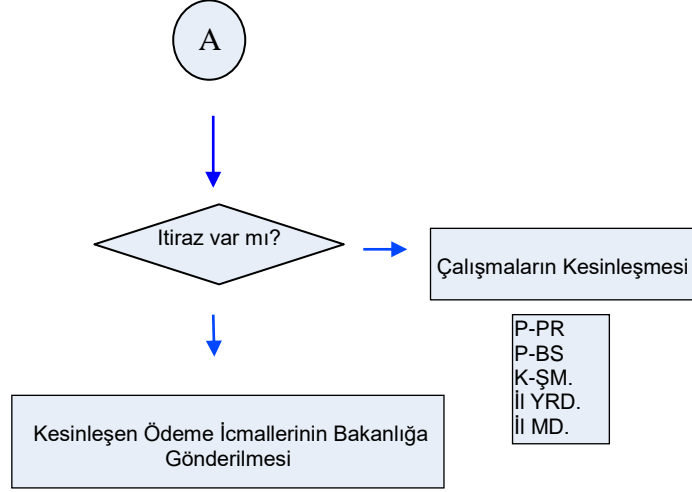 A
Itiraz var mı?
Çalışmaların Kesinleşmesi
P-PR
P-BS
K-ŞM.
İl YRD.
İl MD.
Kesinleşen Ödeme İcmallerinin Bakanlığa
Gönderilmesi